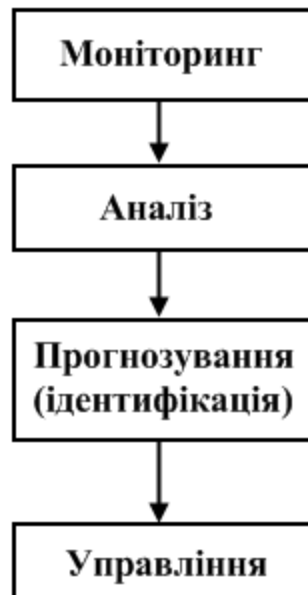 Моніторинг
Аналіз
Прогнозування
(ідентифікація)
Управління